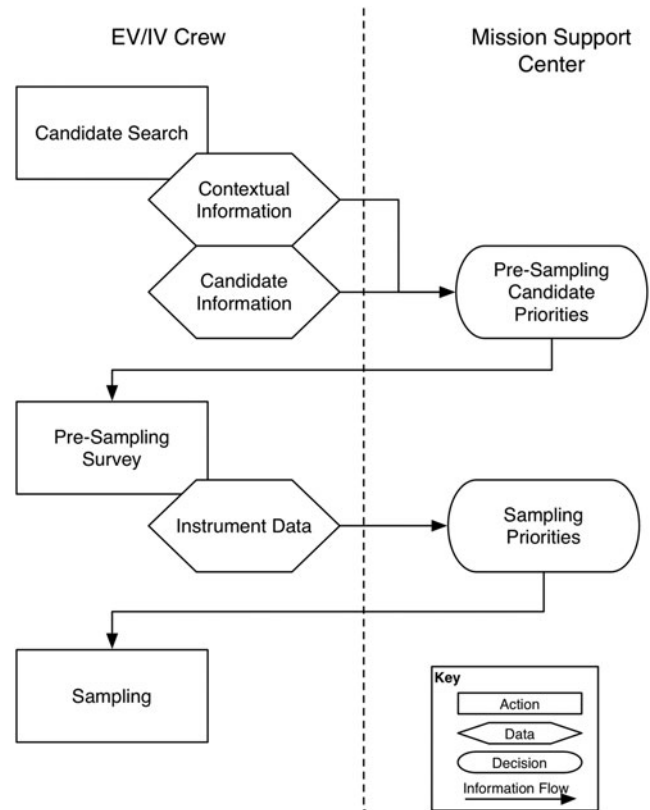 EV/IV Crew
Mission Support
Center
Candidate Search
Contextual
Information
Candidate
Information
Pre-Sampling
Candidate
Priorities
Pre-Sampling
Survey
Instrument Data
Sampling
Priorities
Sampling
Key
Action
Data
Decision
Information Flow